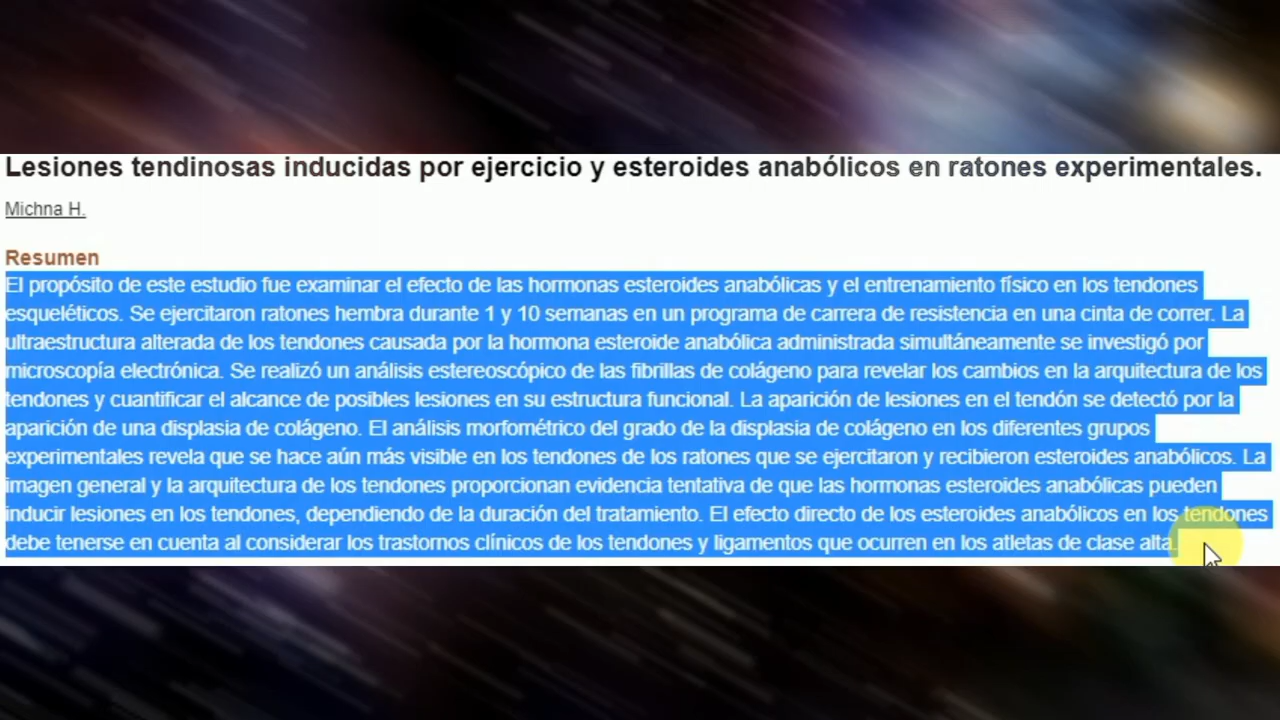 Lesiones tendinosas inducidas por ejercicio y esteroides anabólicos en ratones experimentales.
Michna H.
Resumen
El propósito de este estudio fue examinar el efecto de las hormonas esteroides anabólicas y el entrenamiento físico en los tendones
esqueléticos. Se ejercitaron ratones hembra durante 1 y 10 semanas en un programa de carrera de resistencia en una cinta de correr. La
ultraestructura alterada de los tendones causada por la hormona esteroide anabólica administrada simultáneamente se investigó por
microscopía electrónica. Se realizó un análisis estereoscópico de las fibrillas de colágeno para revelar los cambios en la arquitectura de los
tendones y cuantificar el alcance de posibles lesiones en su estructura funcional. La aparición de lesiones en el tendón se detectó por la
aparición de una displasia de colágeno. El análisis morfométrico del grado de la displasia de colágeno en los diferentes grupos
experimentales revela que se hace aún más visible en los tendones de los ratones que se ejercitaron y recibieron esteroides anabólicos. La
imagen general y la arquitectura de los tendones proporcionan evidencia tentativa de que las hormonas esteroides anabólicas pueden
inducir lesiones en los tendones, dependiendo de la duración del tratamiento. El efecto directo de los esteroides anabólicos en los tendones
debe tenerse en cuenta al considerar los trastornos clínicos de los tendones y ligamentos que ocurren en los atletas de clase alta.